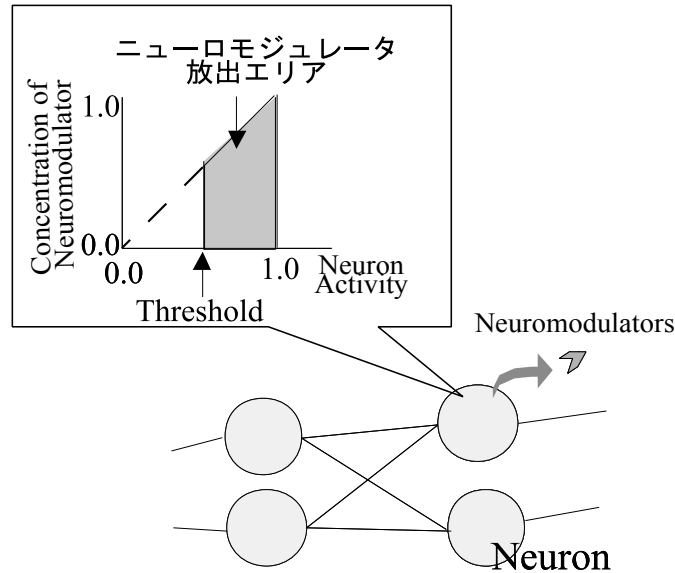 ニューロモジュレータ
放出エリア
Concentration of
Neuromodulator
1.0
0.0
0.0
1.0
Neuron
Activity
Threshold
Neuromodulators
Neuron